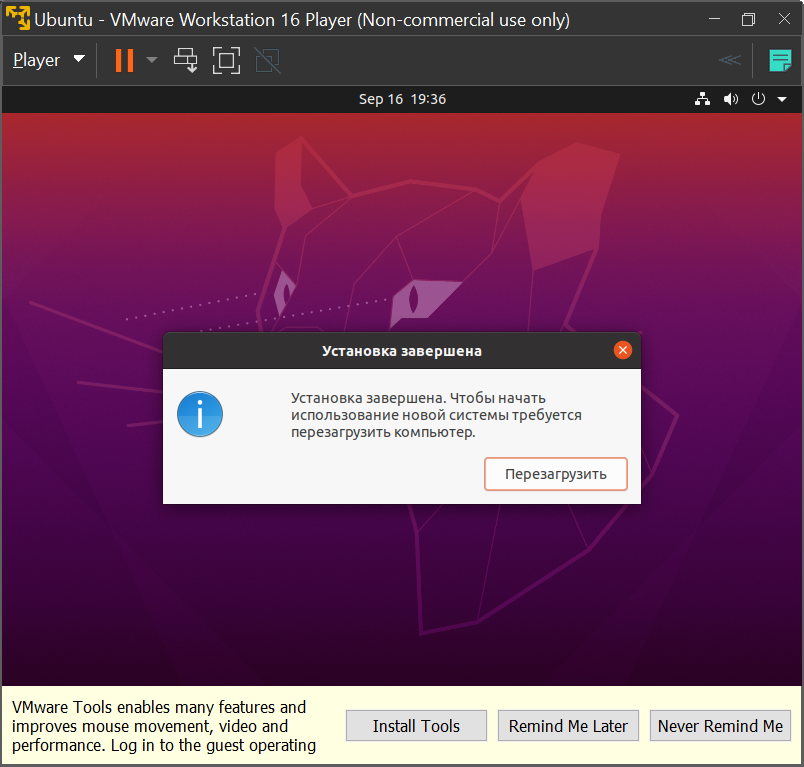 Ubuntu - VMware Workstation 16 Player (Non-commercial use only)
Player
Sep 16 19:36
Установка завершена
Установка завершена. Чтобы начать
использование новой системы требуется
перезагрузить компьютер.
Перезагрузить
VMware Tools enables many features and
improves mouse movement, video and
performance. Log in to the guest operating
Install Tools
Remind Me Later
Never Remind Me